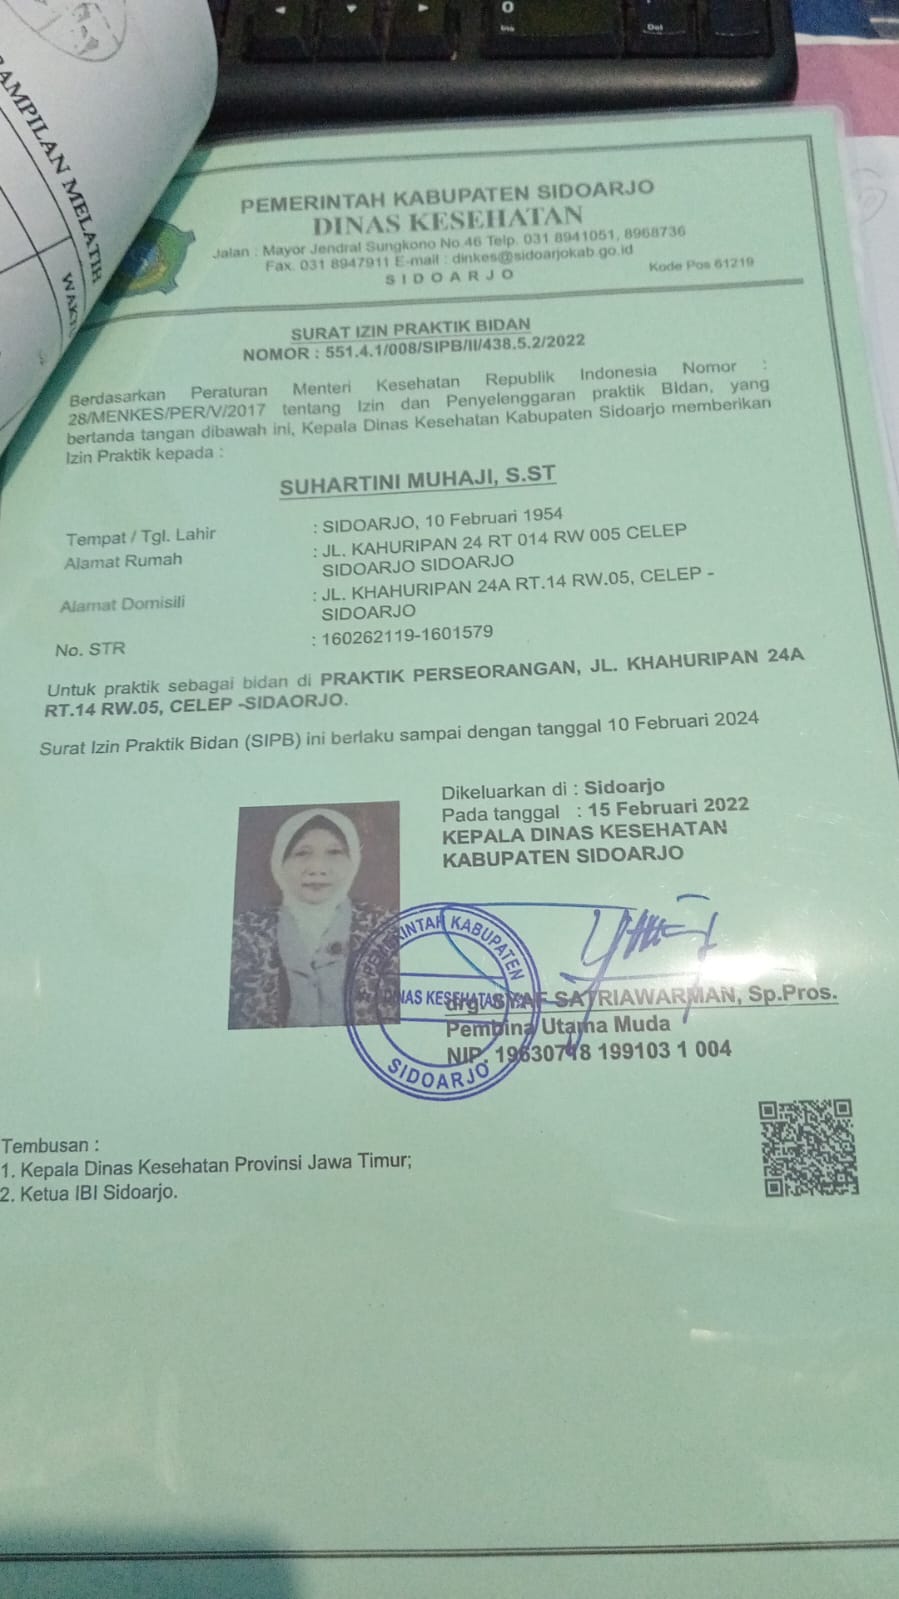 AMPILAN MELATIH
WAKT
O
Ins
Del
PEMERINTAH KABUPATEN SIDOARJO
DINAS KESEHATAN
Jalan : Mayor Jendral Sungkono No.46 Telp. 031 8941051, 8968736
Fax. 031 8947911 E-mail : dinkes@sidoarjokab.go.id
SIDOARJO
Kode Pos 61219
SURAT IZIN PRAKTIK BIDAN
NOMOR : 551.4.1/008/SIPB/II/438.5.2/2022
Berdasarkan Peraturan Menteri Kesehatan Republik Indonesia Nomor :
28/MENKES/PER/V/2017 tentang Izin dan Penyelenggaran praktik BIdan, yang
bertanda tangan dibawah ini, Kepala Dinas Kesehatan Kabupaten Sidoarjo memberikan
Izin Praktik kepada :
SUHARTINI MUHAJI, S.ST
Tempat / Tgl. Lahir : SIDOARJO, 10 Februari 1954
Alamat Rumah : JL. KAHURIPAN 24 RT 014 RW 005 CELEP
SIDOARJO SIDOARJO
Alamat Domisili : JL. KHAHURIPAN 24A RT.14 RW.05, CELEP -
SIDOARJO
No. STR : 160262119-1601579
Untuk praktik sebagai bidan di PRAKTIK PERSEORANGAN, JL. KHAHURIPAN 24A
RT.14 RW.05, CELEP -SIDAORJO.
Surat Izin Praktik Bidan (SIPB) ini berlaku sampai dengan tanggal 10 Februari 2024
Dikeluarkan di : Sidoarjo
Pada tanggal : 15 Februari 2022
KEPALA DINAS KESEHATAN
KABUPATEN SIDOARJO
PEMERINTAH KABUPATEN
DINAS KESEHATAN
SIDOARJO
drg. SYAF SATRIAWARMAN, Sp.Pros.
Pembina Utama Muda
NIP. 19630718 199103 1 004
Tembusan :
1. Kepala Dinas Kesehatan Provinsi Jawa Timur;
2. Ketua IBI Sidoarjo.